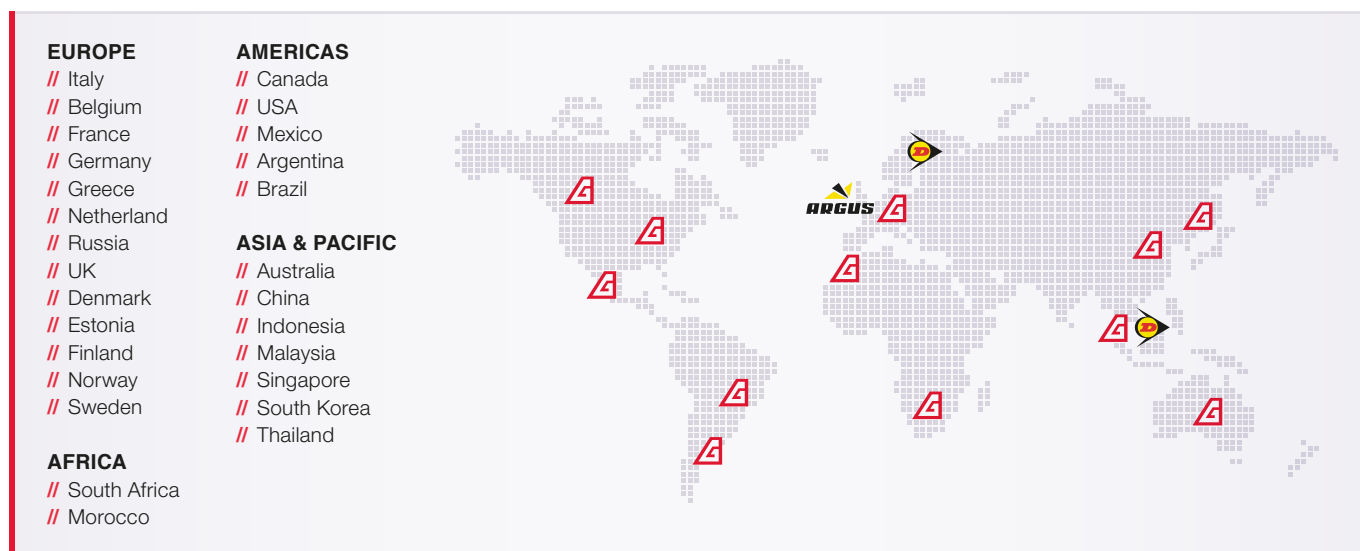 EUROPE
// Italy
// Belgium
// France
// Germany
// Greece
// Netherland
// Russia
// UK
// Denmark
// Estonia
// Finland
// Norway
// Sweden
AFRICA
// South Africa
// Morocco
AMERICAS
// Canada
// USA
// Mexico
// Argentina
// Brazil
ASIA & PACIFIC
// Australia
// China
// Indonesia
// Malaysia
// Singapore
// South Korea
// Thailand
D
ARGUS
D